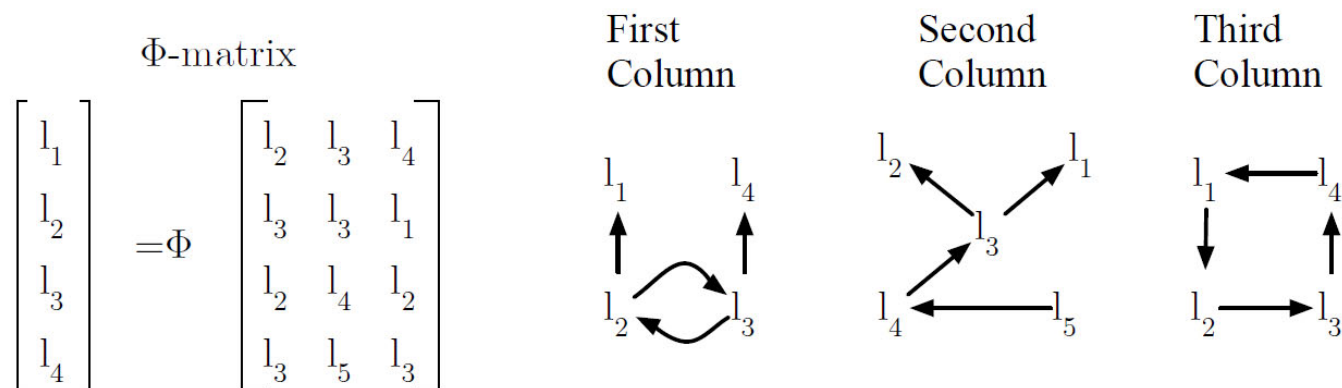 Φ-matrix
l₁
l₂
l₃
l₄
=Φ
l₂ l₃ l₄
l₃ l₃ l₁
l₂ l₄ l₂
l₃ l₅ l₃
First
Column
l₁ l₄
l₂ l₃
Second
Column
l₂ l₁
l₃
l₄ l₅
Third
Column
l₁ l₄
l₂ l₃